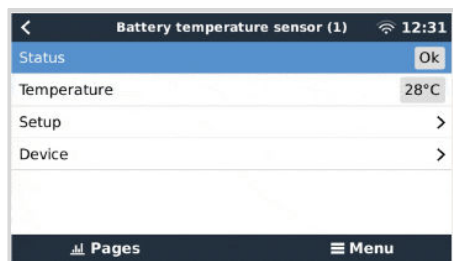 Battery temperature sensor (1) 12:31
Status Ok
Temperature 28°C
Setup
Device
Pages Menu